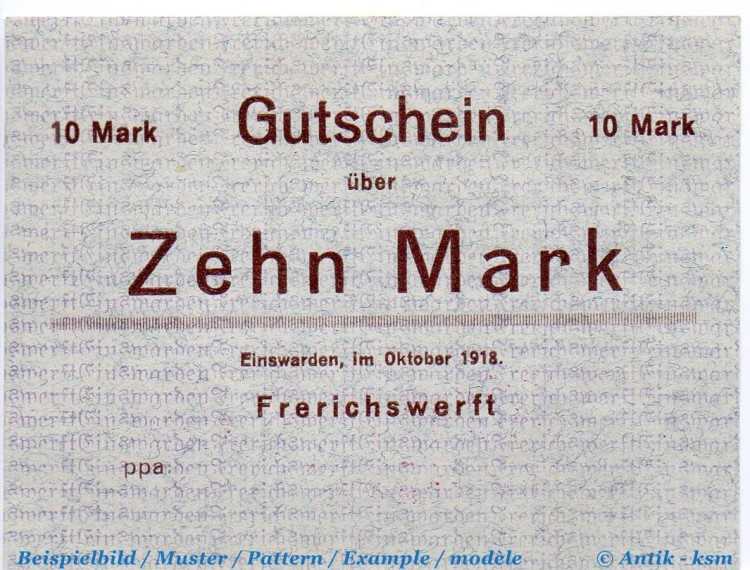 10 Mark Gutschein 10 Mark
über
Zehn Mark
Einswarden, im Oktober 1918.
Frerichswerft
ppa.
Beispielbild / Muster / Pattern / Example / modèle © Antik - ksm